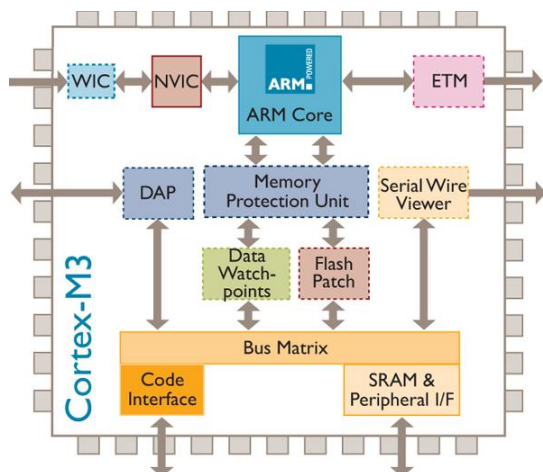 WIC
NVIC
ARM
POWERED
ARM Core
ETM
DAP
Memory
Protection Unit
Serial Wire
Viewer
Data
Watch-
points
Flash
Patch
Cortex-M3
Bus Matrix
Code
Interface
SRAM &
Peripheral I/F